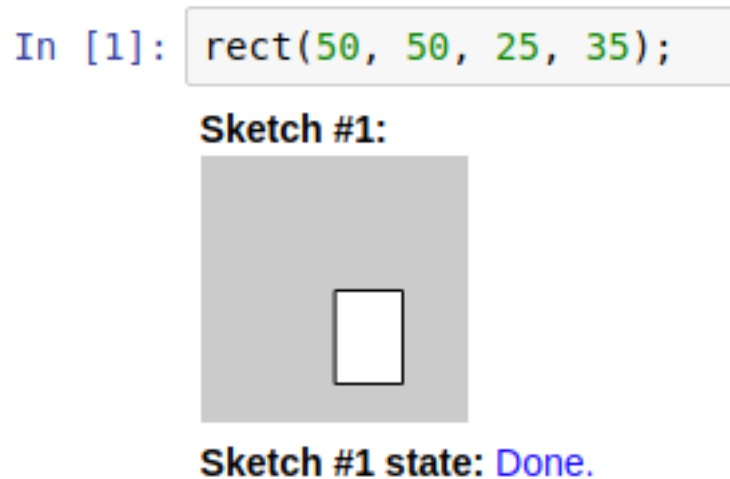 In [1]: rect(50, 50, 25, 35);
Sketch #1:
Sketch #1 state: Done.